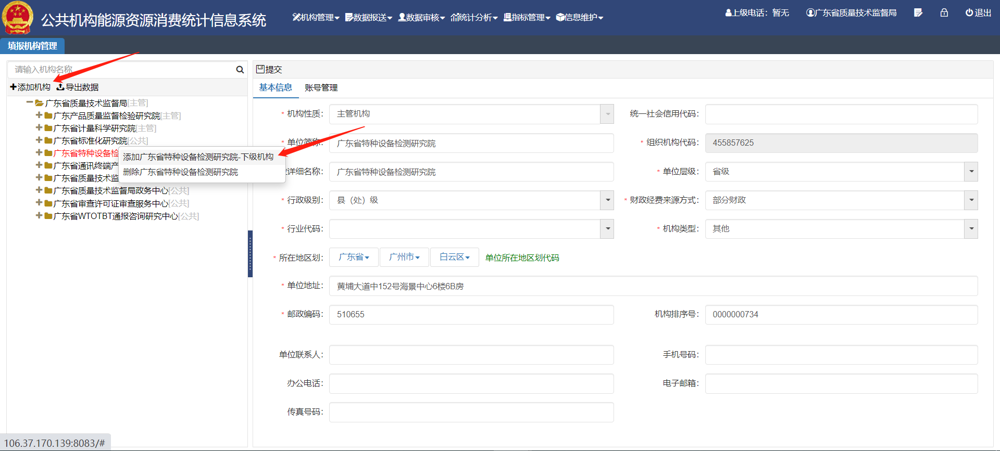 公共机构能源资源消费统计信息系统
机构管理 数据报送 数据审核 统计分析 指标管理 信息维护
上级电话：暂无 广东省质量技术监督局 退出
填报机构管理
请输入机构名称
添加机构 导出数据
广东省质量技术监督局[主管]
广东产品质量监督检验研究院[主管]
广东省计量科学研究院[主管]
广东省标准化研究院[公共]
广东省特种设备检
广东省通讯终端产
广东省质量技术监
广东省质量技术监督局政务中心[公共]
广东省审查许可证审查服务中心[公共]
广东省WTOTBT通报咨询研究中心[公共]
添加广东省特种设备检测研究院-下级机构
删除广东省特种设备检测研究院
提交
基本信息 账号管理
* 机构性质： 主管机构 统一社会信用代码：
* 单位简称： 广东省特种设备检测研究院 * 组织机构代码： 455857625
详细名称： 广东省特种设备检测研究院 * 单位层级： 省级
* 行政级别： 县（处）级 * 财政经费来源方式： 部分财政
* 行业代码： * 机构类型： 其他
* 所在地区划： 广东省 广州市 白云区 单位所在地区划代码
* 单位地址： 黄埔大道中152号海景中心6楼6B房
* 邮政编码： 510655 机构排序号： 0000000734
单位联系人： 手机号码：
办公电话： 电子邮箱：
传真号码：
106.37.170.139:8083/#